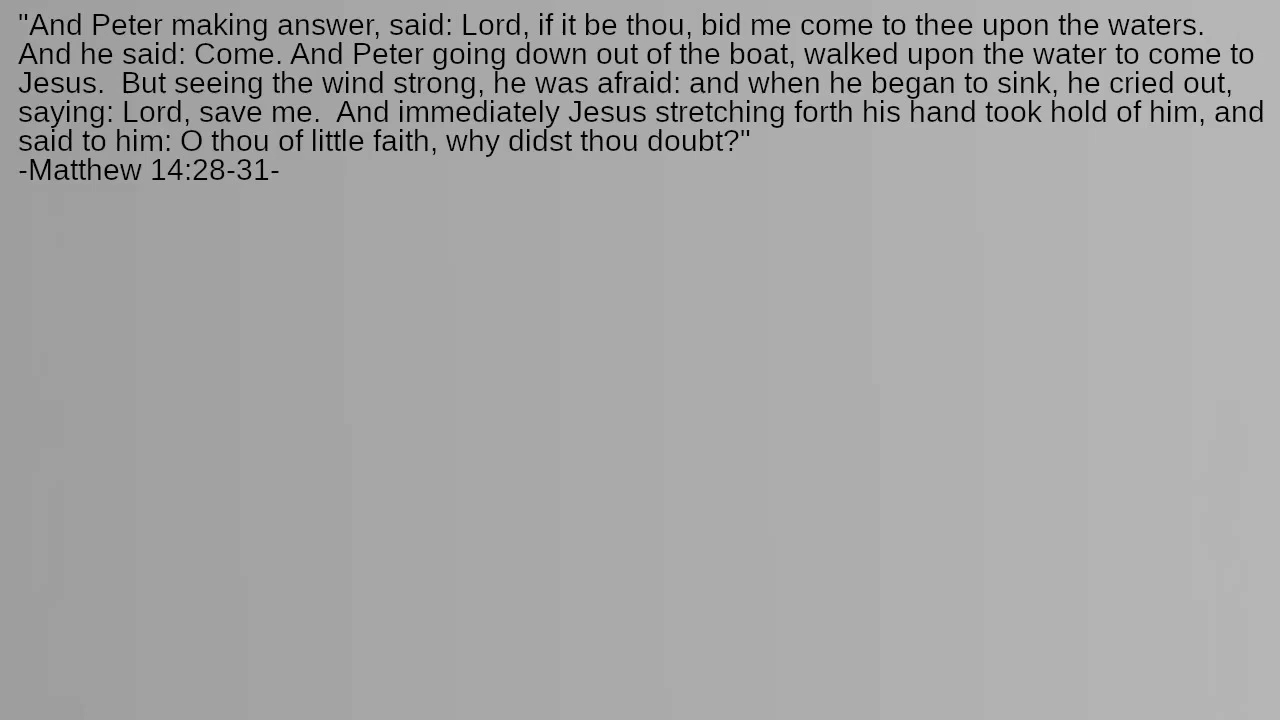 "And Peter making answer, said: Lord, if it be thou, bid me come to thee upon the waters.
And he said: Come. And Peter going down out of the boat, walked upon the water to come to
Jesus.  But seeing the wind strong, he was afraid: and when he began to sink, he cried out,
saying: Lord, save me.  And immediately Jesus stretching forth his hand took hold of him, and
said to him: O thou of little faith, why didst thou doubt?"
-Matthew 14:28-31-